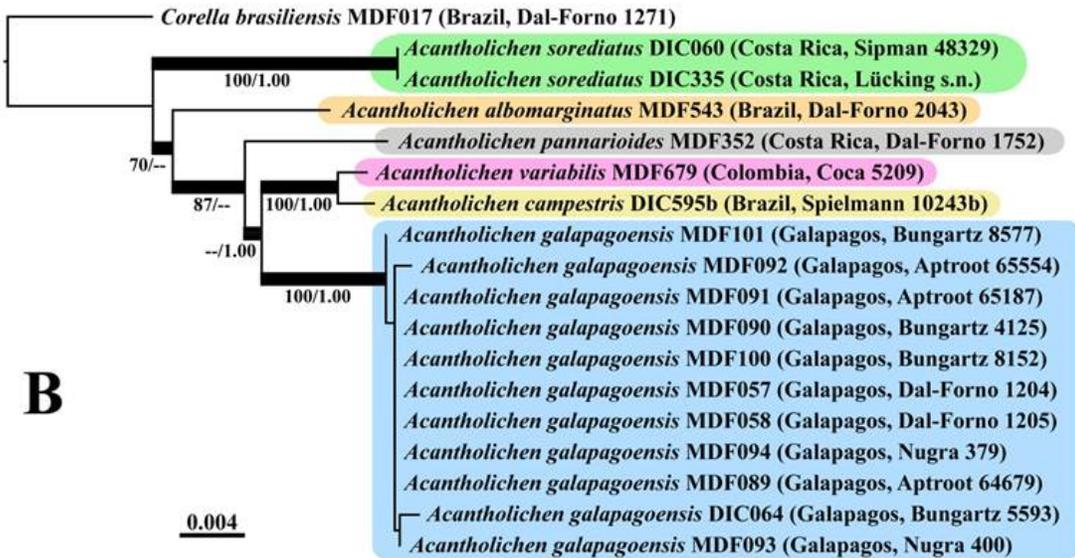 Corella brasiliensis MDF017 (Brazil, Dal-Forno 1271)
Acantholichen sorediatus DIC060 (Costa Rica, Sipman 48329)
100/1.00
Acantholichen sorediatus DIC335 (Costa Rica, Lücking s.n.)
Acantholichen albomarginatus MDF543 (Brazil, Dal-Forno 2043)
Acantholichen pannarioides MDF352 (Costa Rica, Dal-Forno 1752)
70/--
Acantholichen variabilis MDF679 (Colombia, Coca 5209)
87/--
100/1.00
Acantholichen campestris DIC595b (Brazil, Spielmann 10243b)
Acantholichen galapagoensis MDF101 (Galapagos, Bungartz 8577)
--/1.00
Acantholichen galapagoensis MDF092 (Galapagos, Aptroot 65554)
100/1.00
Acantholichen galapagoensis MDF091 (Galapagos, Aptroot 65187)
Acantholichen galapagoensis MDF090 (Galapagos, Bungartz 4125)
Acantholichen galapagoensis MDF100 (Galapagos, Bungartz 8152)
B
Acantholichen galapagoensis MDF057 (Galapagos, Dal-Forno 1204)
Acantholichen galapagoensis MDF058 (Galapagos, Dal-Forno 1205)
Acantholichen galapagoensis MDF094 (Galapagos, Nugra 379)
Acantholichen galapagoensis MDF089 (Galapagos, Aptroot 64679)
0.004
Acantholichen galapagoensis DIC064 (Galapagos, Bungartz 5593)
Acantholichen galapagoensis MDF093 (Galapagos, Nugra 400)